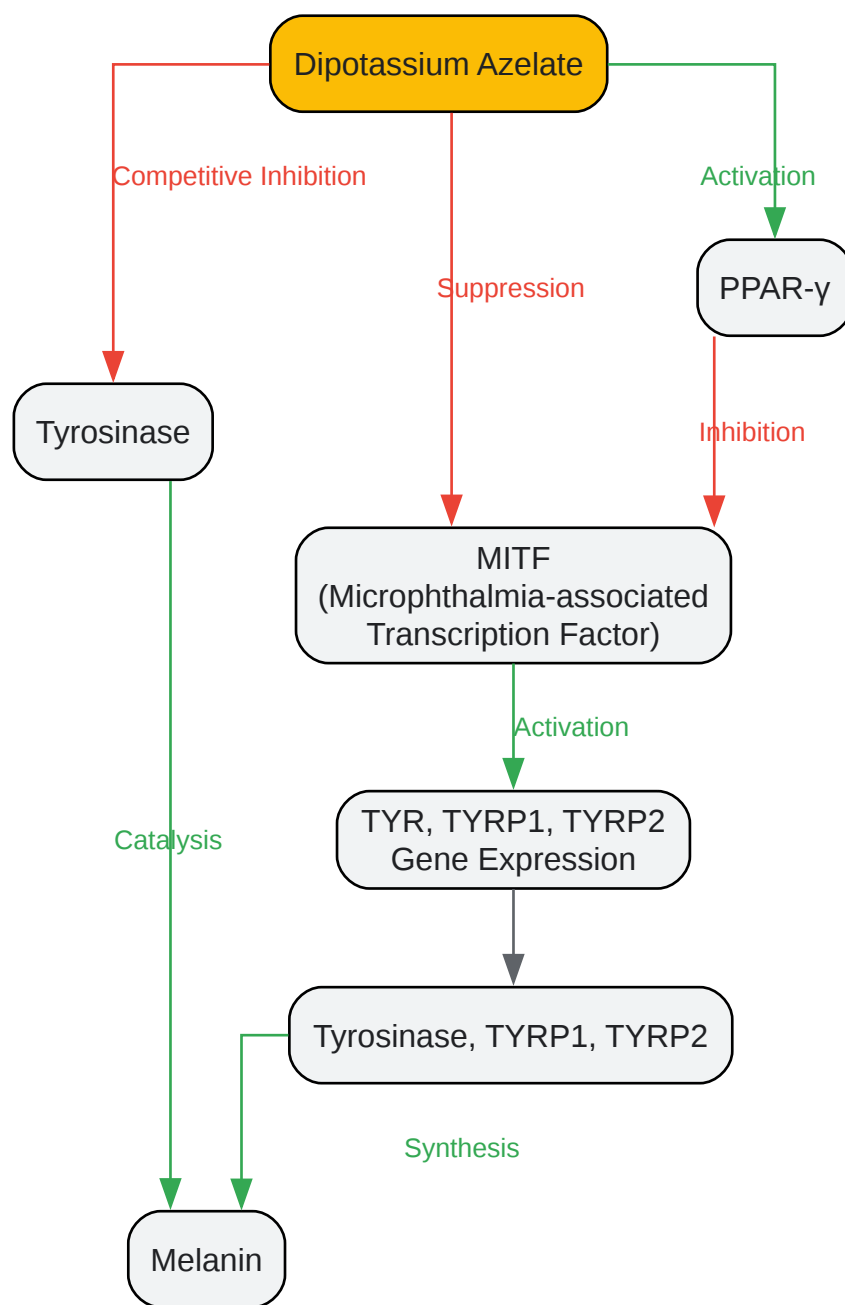 Dipotassium Azelate
Competitive Inhibition
Activation
Suppression
PPAR-γ
Tyrosinase
Inhibition
MITF
(Microphthalmia-associated
Transcription Factor)
Activation
Catalysis
TYR, TYRP1, TYRP2
Gene Expression
Tyrosinase, TYRP1, TYRP2
Synthesis
Melanin